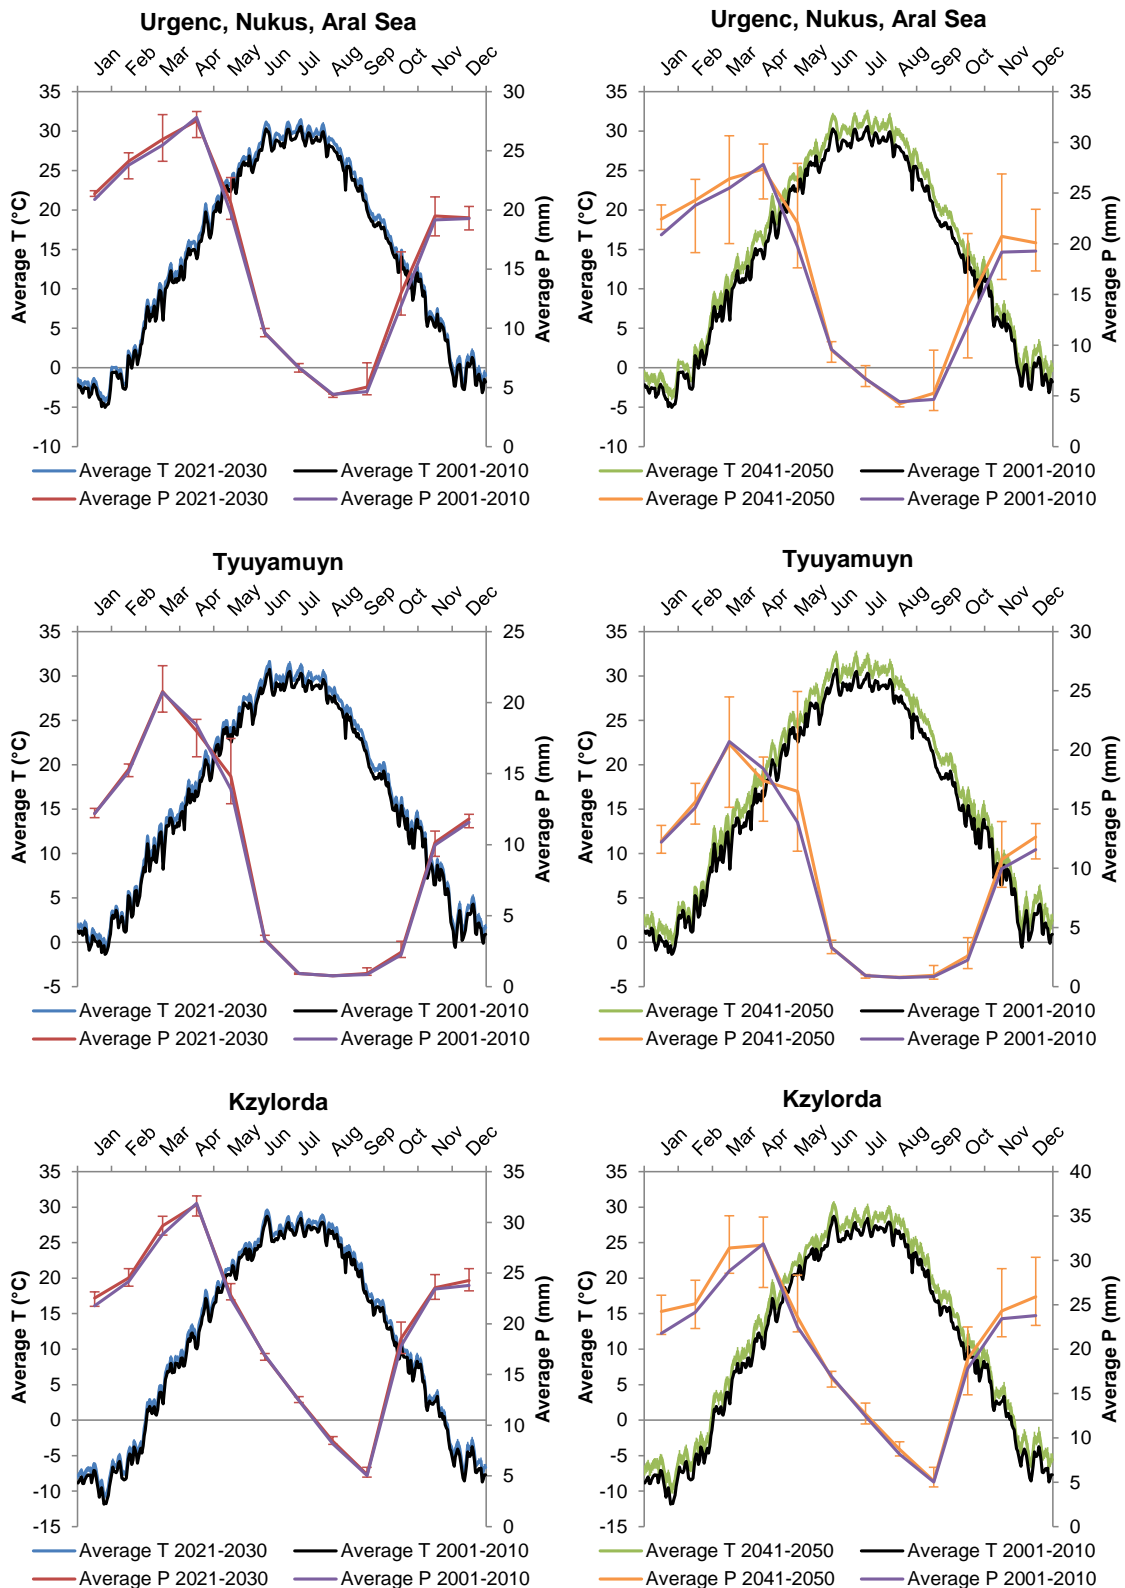 Urgenc, Nukus, Aral Sea
Jan Feb Mar Apr May Jun Jul Aug Sep Oct Nov Dec
35 30 25 20 15 10 5 0 -5 -10
Average T (°C)
30 25 20 15 10 5 0
Average P (mm)
Average T 2021-2030 Average T 2001-2010
Average P 2021-2030 Average P 2001-2010
Urgenc, Nukus, Aral Sea
Jan Feb Mar Apr May Jun Jul Aug Sep Oct Nov Dec
35 30 25 20 15 10 5 0 -5 -10
Average T (°C)
35 30 25 20 15 10 5 0
Average P (mm)
Average T 2041-2050 Average T 2001-2010
Average P 2041-2050 Average P 2001-2010
Tyuyamuyn
Jan Feb Mar Apr May Jun Jul Aug Sep Oct Nov Dec
35 30 25 20 15 10 5 0 -5
Average T (°C)
25 20 15 10 5 0
Average P (mm)
Average T 2021-2030 Average T 2001-2010
Average P 2021-2030 Average P 2001-2010
Tyuyamuyn
Jan Feb Mar Apr May Jun Jul Aug Sep Oct Nov Dec
35 30 25 20 15 10 5 0 -5
Average T (°C)
30 25 20 15 10 5 0
Average P (mm)
Average T 2041-2050 Average T 2001-2010
Average P 2041-2050 Average P 2001-2010
Kzylorda
Jan Feb Mar Apr May Jun Jul Aug Sep Oct Nov Dec
35 30 25 20 15 10 5 0 -5 -10 -15
Average T (°C)
35 30 25 20 15 10 5 0
Average P (mm)
Average T 2021-2030 Average T 2001-2010
Average P 2021-2030 Average P 2001-2010
Kzylorda
Jan Feb Mar Apr May Jun Jul Aug Sep Oct Nov Dec
35 30 25 20 15 10 5 0 -5 -10 -15
Average T (°C)
40 35 30 25 20 15 10 5 0
Average P (mm)
Average T 2041-2050 Average T 2001-2010
Average P 2041-2050 Average P 2001-2010